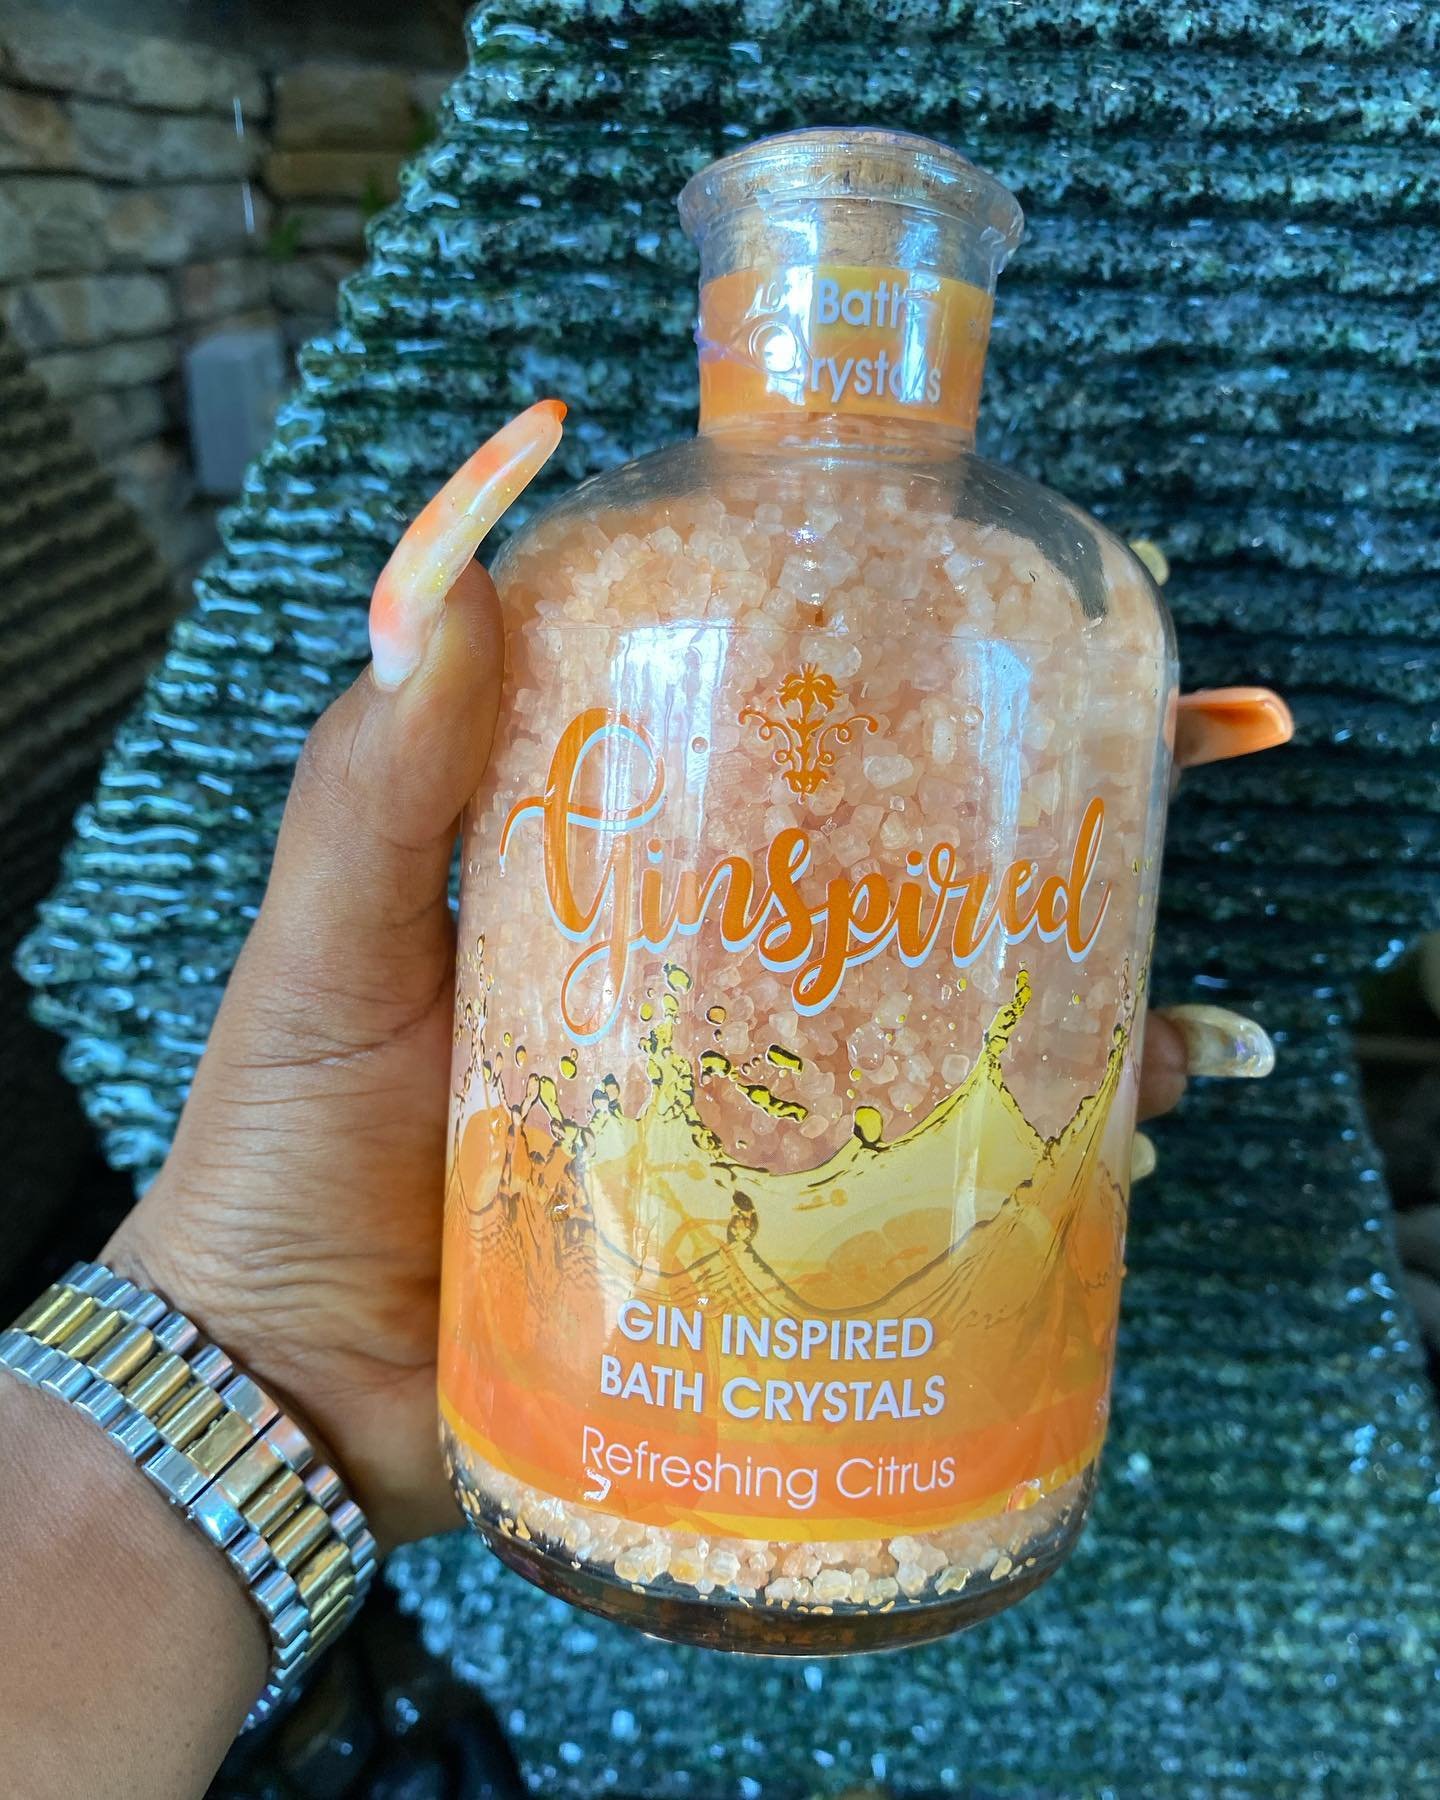 Bath
Crystals
Ginspired
GIN INSPIRED
BATH CRYSTALS
Refreshing Citrus